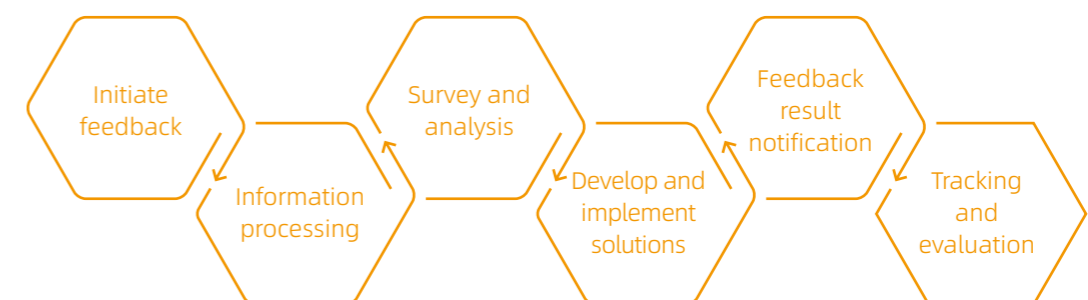 Initiate
feedback
Information
processing
Survey and
analysis
Develop and
implement
solutions
Feedback
result
notification
Tracking
and
evaluation